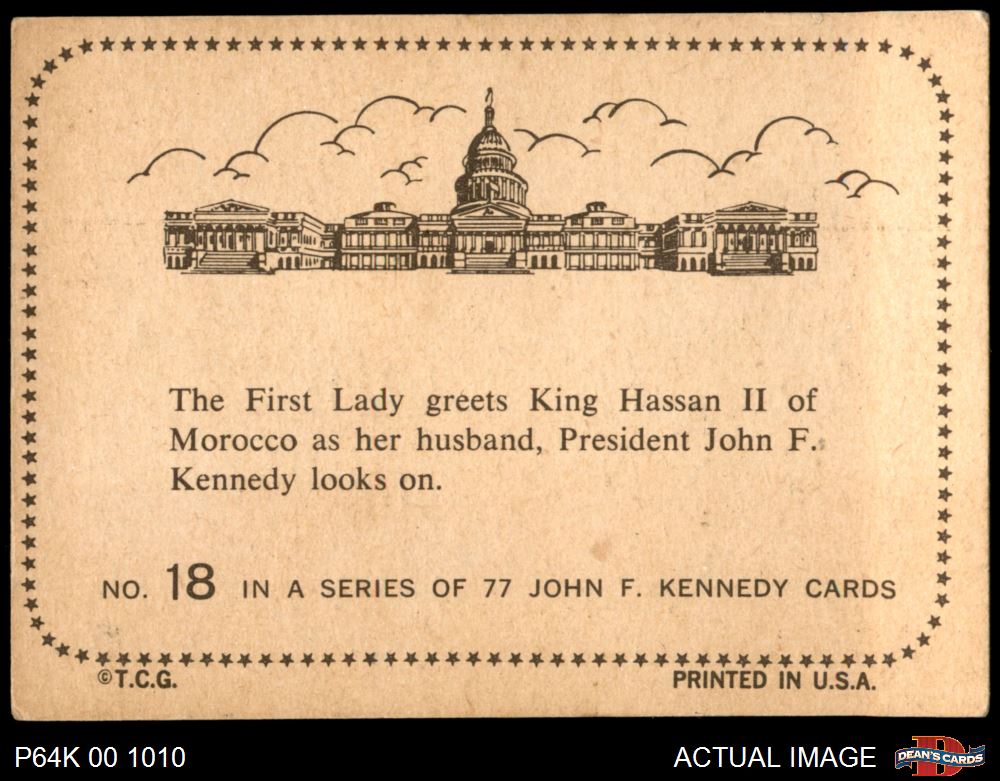 The First Lady greets King Hassan II of
Morocco as her husband, President John F.
Kennedy looks on.
NO. 18 IN A SERIES OF 77 JOHN F. KENNEDY CARDS
©T.C.G.
PRINTED IN U.S.A.
P64K 00 1010
ACTUAL IMAGE
D
DEAN'S CARDS